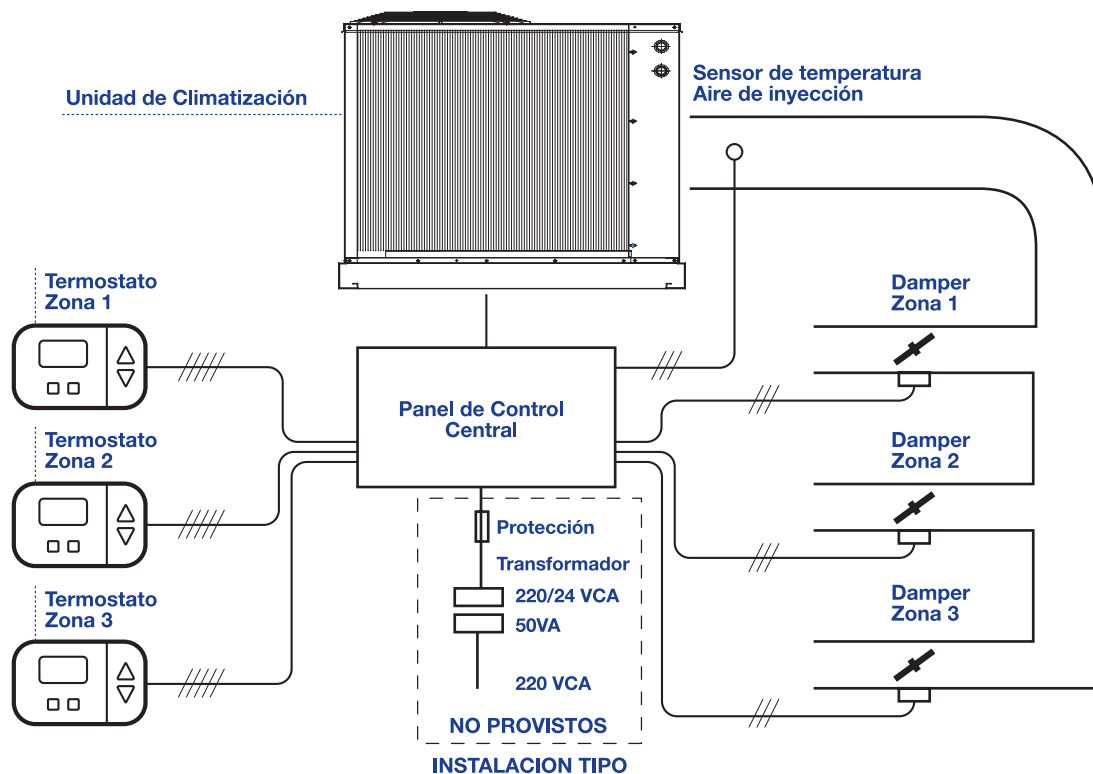 Unidad de Climatización
Sensor de temperatura
Aire de inyección
Termostato
Zona 1
Damper
Zona 1
Panel de Control
Central
Termostato
Zona 2
Damper
Zona 2
Protección
Transformador
220/24 VCA
50VA
Termostato
Zona 3
Damper
Zona 3
220 VCA
NO PROVISTOS
INSTALACION TIPO